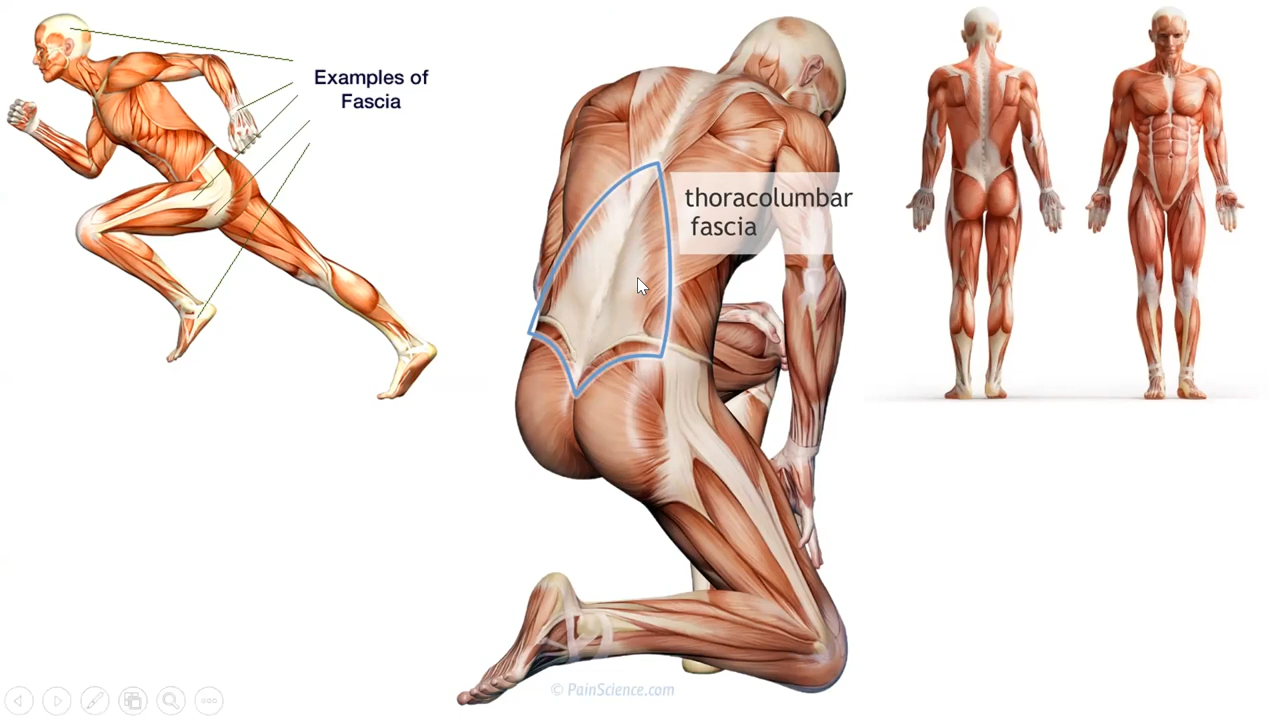 Examples of
Fascia
thoracolumbar
fascia
© PainScience.com